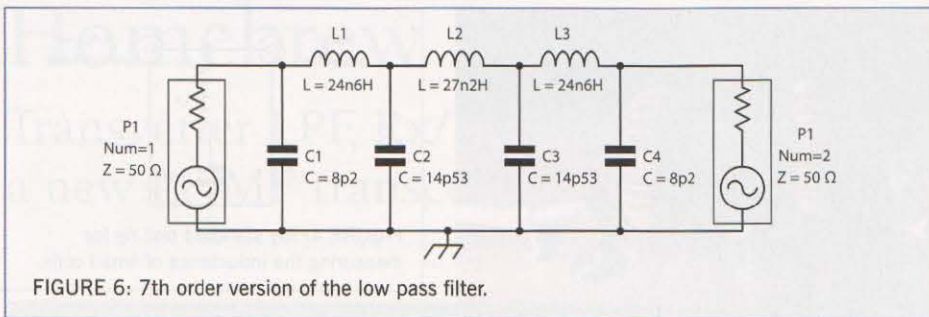 L1
L2
L3
L = 24n6H
L = 27n2H
L = 24n6H
P1
Num=1
Z = 50 Ω
C1
C = 8p2
C2
C = 14p53
C3
C = 14p53
C4
C = 8p2
P1
Num=2
Z = 50 Ω
FIGURE 6: 7th order version of the low pass filter.